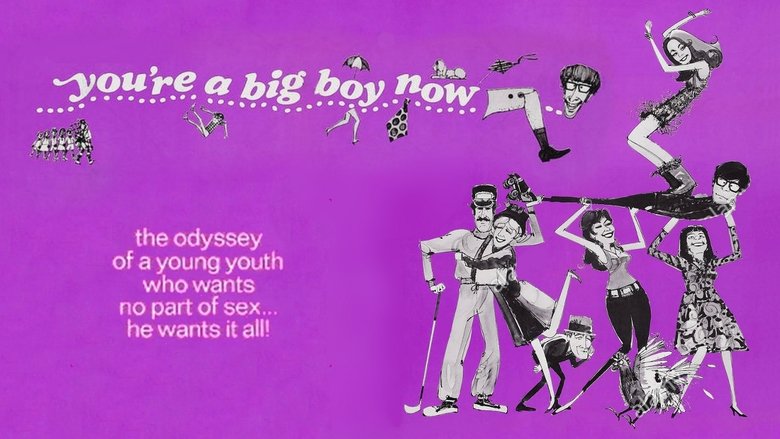 you're a big boy now
the odyssey
of a young youth
who wants
no part of sex...
he wants it all!